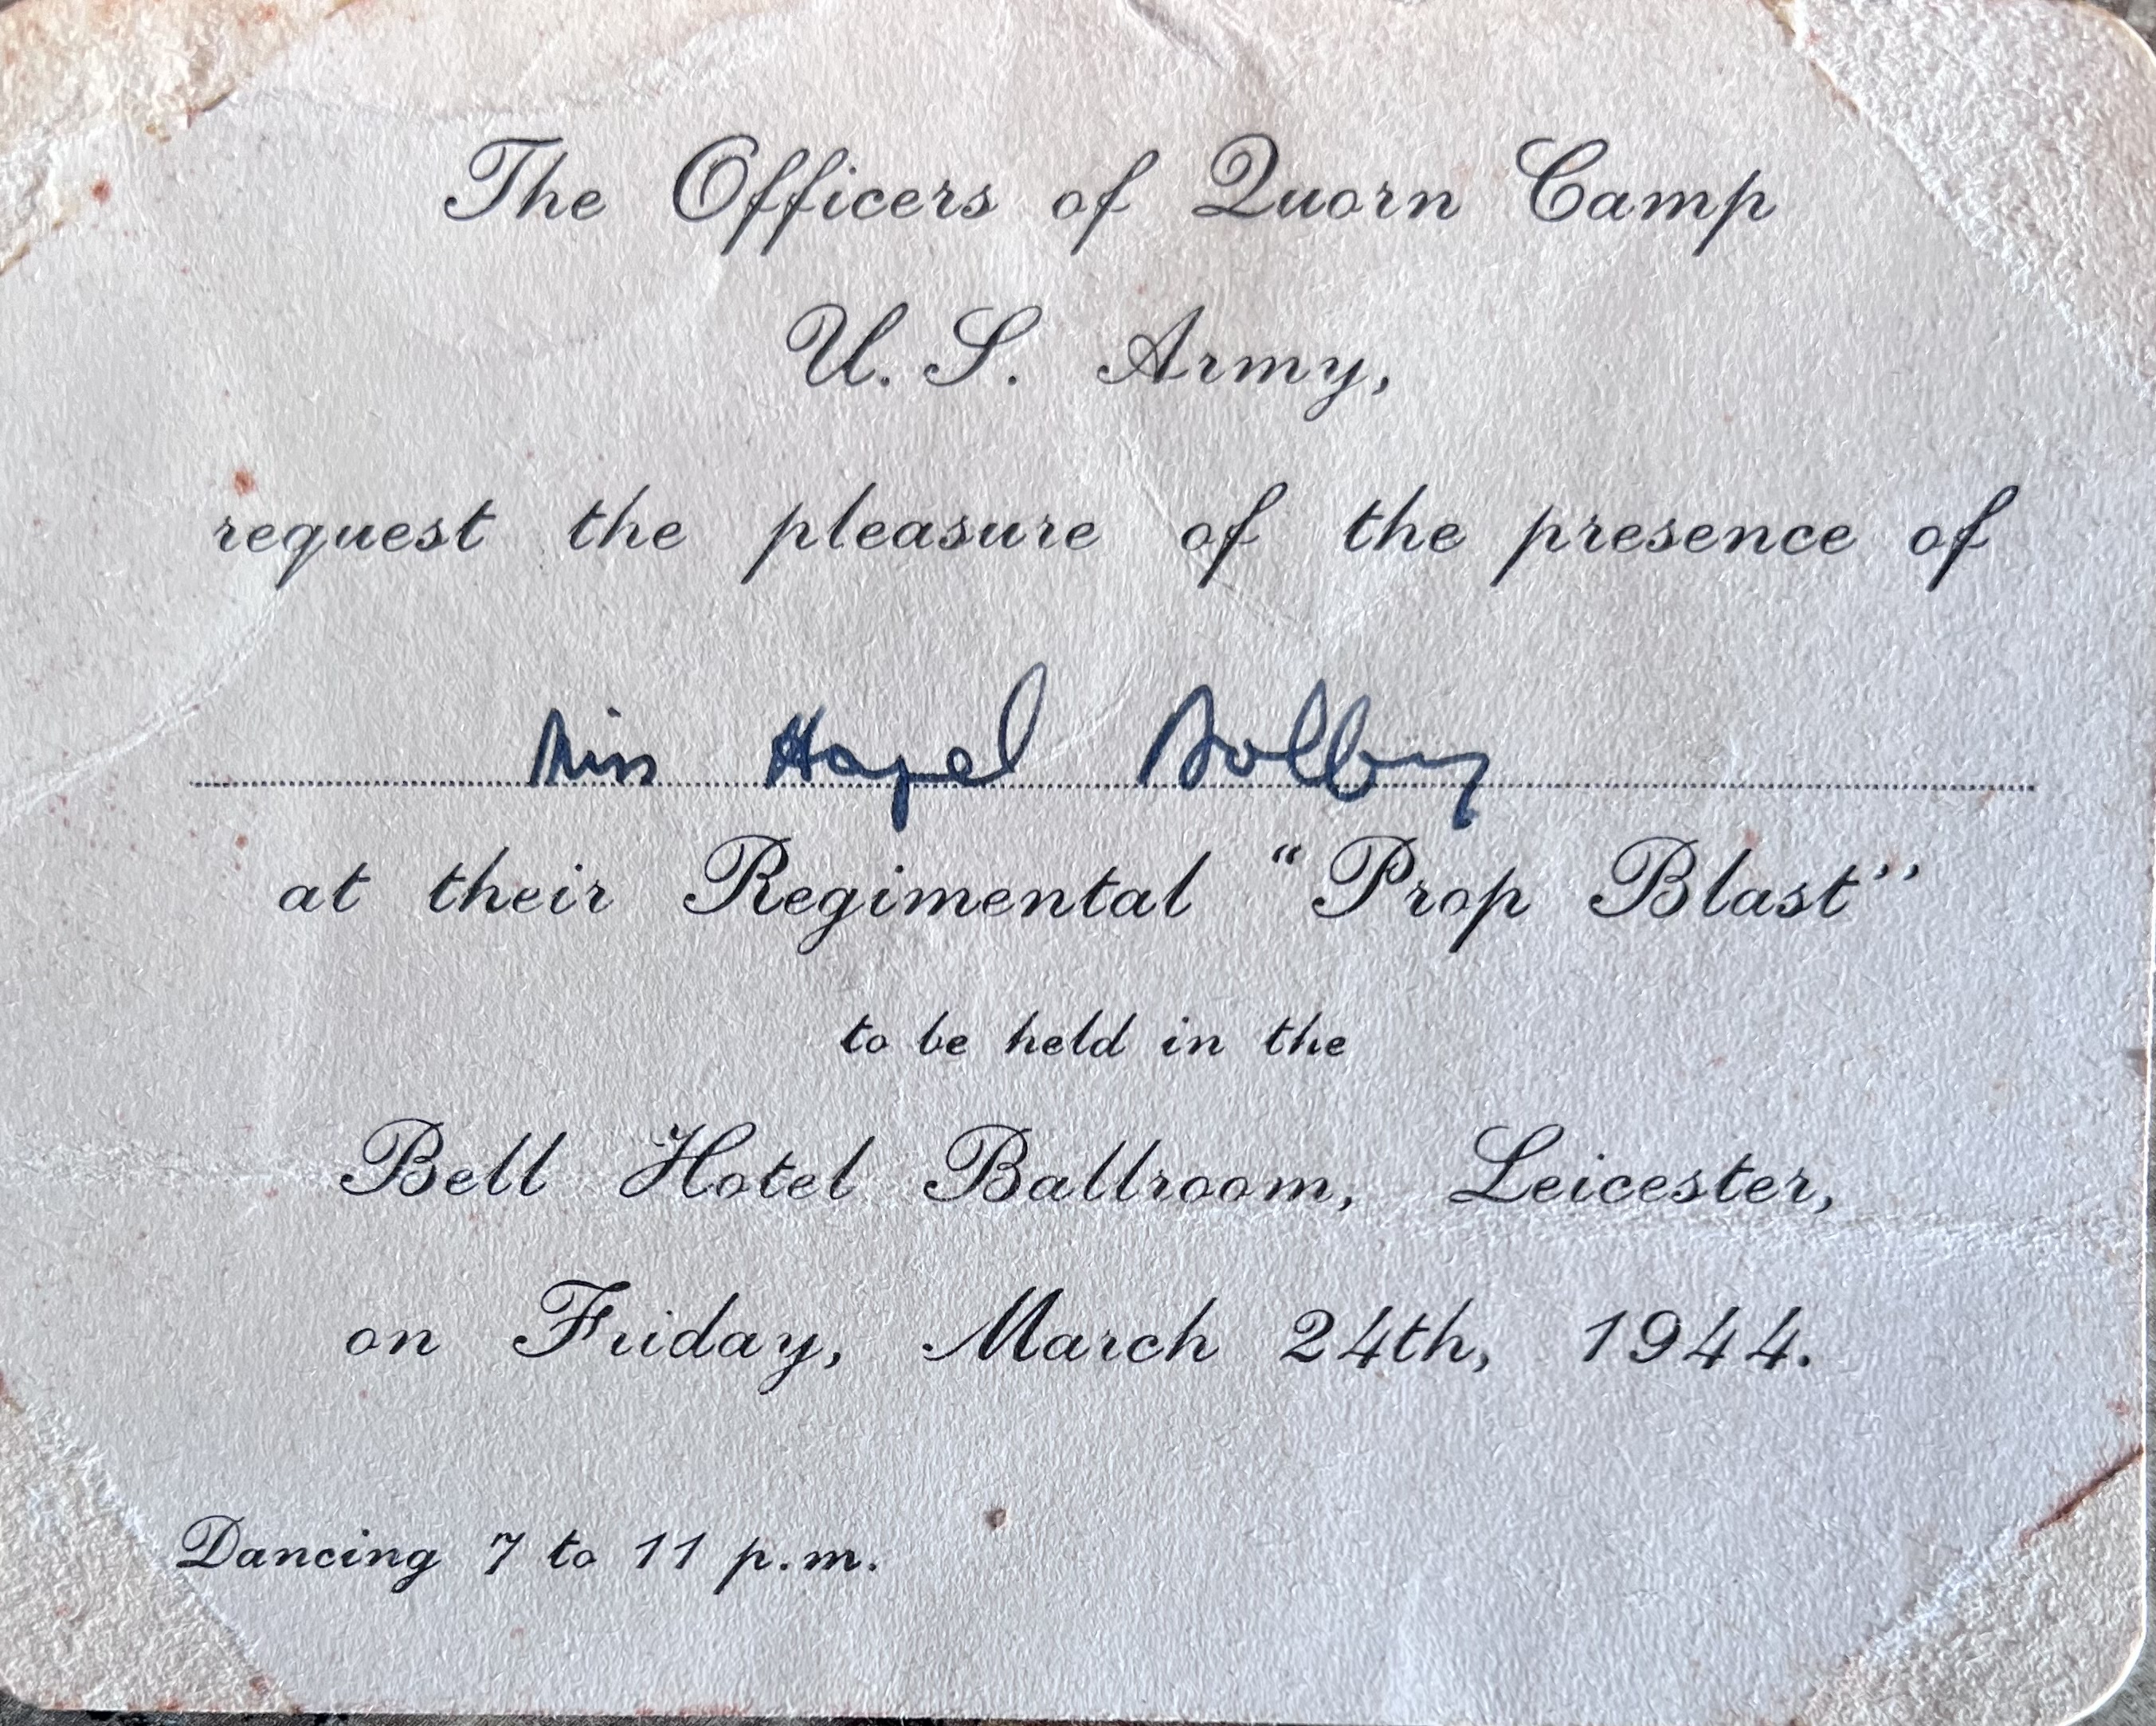 The Officers of Quorn Camp
U.S. Army,
request the pleasure of the presence of
Miss Hazel
at their Regimental “Prop Blast”
to be held in the
Bell Hotel Ballroom, Leicester,
on Friday, March 24th, 1944.
Dancing 7 to 11 p.m.